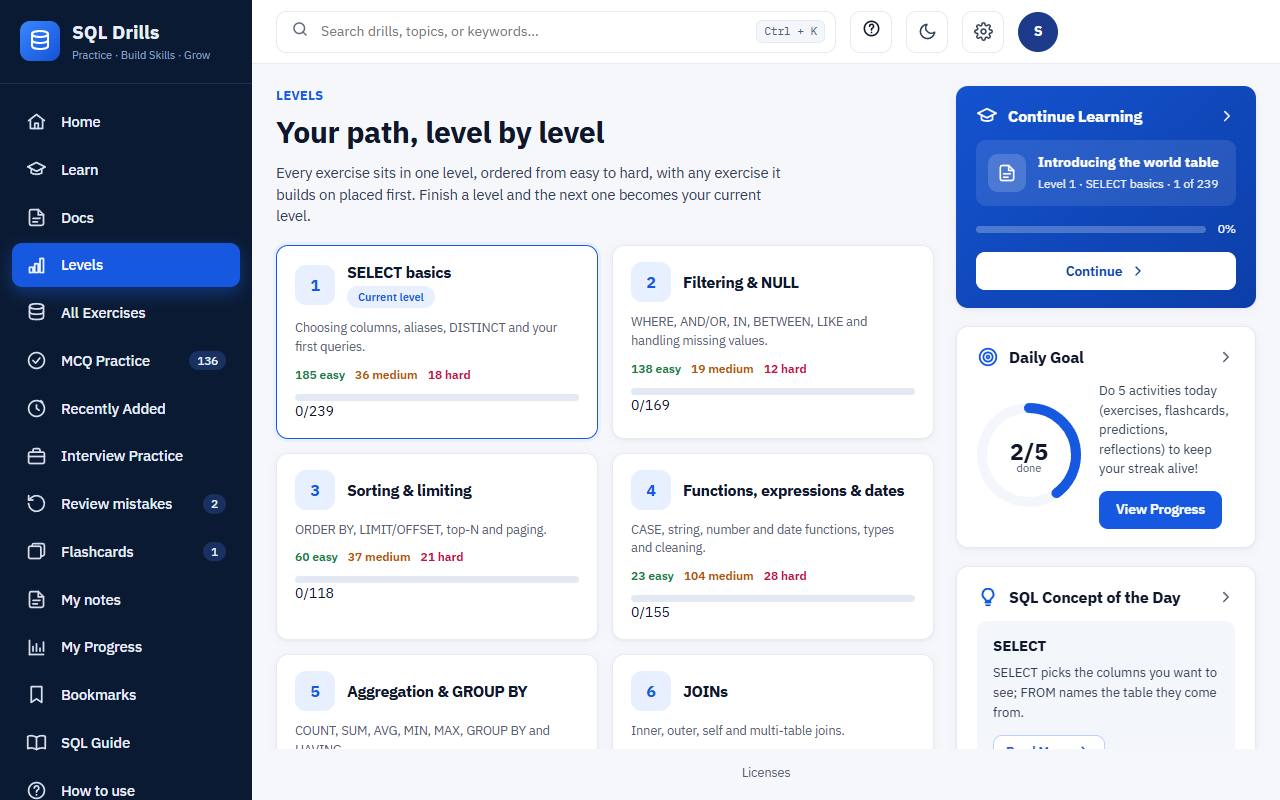 SQL Drills
Practice · Build Skills · Grow
Home
Learn
Docs
Levels
All Exercises
MCQ Practice 136
Recently Added
Interview Practice
Review mistakes 2
Flashcards 1
My notes
My Progress
Bookmarks
SQL Guide
How to use
Search drills, topics, or keywords...
Ctrl + K
S
LEVELS
Your path, level by level
Every exercise sits in one level, ordered from easy to hard, with any exercise it
builds on placed first. Finish a level and the next one becomes your current
level.
1 SELECT basics
Current level
Choosing columns, aliases, DISTINCT and your
first queries.
185 easy 36 medium 18 hard
0/239
2 Filtering & NULL
WHERE, AND/OR, IN, BETWEEN, LIKE and
handling missing values.
138 easy 19 medium 12 hard
0/169
3 Sorting & limiting
ORDER BY, LIMIT/OFFSET, top-N and paging.
60 easy 37 medium 21 hard
0/118
4 Functions, expressions & dates
CASE, string, number and date functions, types
and cleaning.
23 easy 104 medium 28 hard
0/155
5 Aggregation & GROUP BY
COUNT, SUM, AVG, MIN, MAX, GROUP BY and
6 JOINs
Inner, outer, self and multi-table joins.
Continue Learning
Introducing the world table
Level 1 · SELECT basics · 1 of 239
0%
Continue
Daily Goal
2/5
done
Do 5 activities today
(exercises, flashcards,
predictions,
reflections) to keep
your streak alive!
View Progress
SQL Concept of the Day
SELECT
SELECT picks the columns you want to
see; FROM names the table they come
from.
Licenses